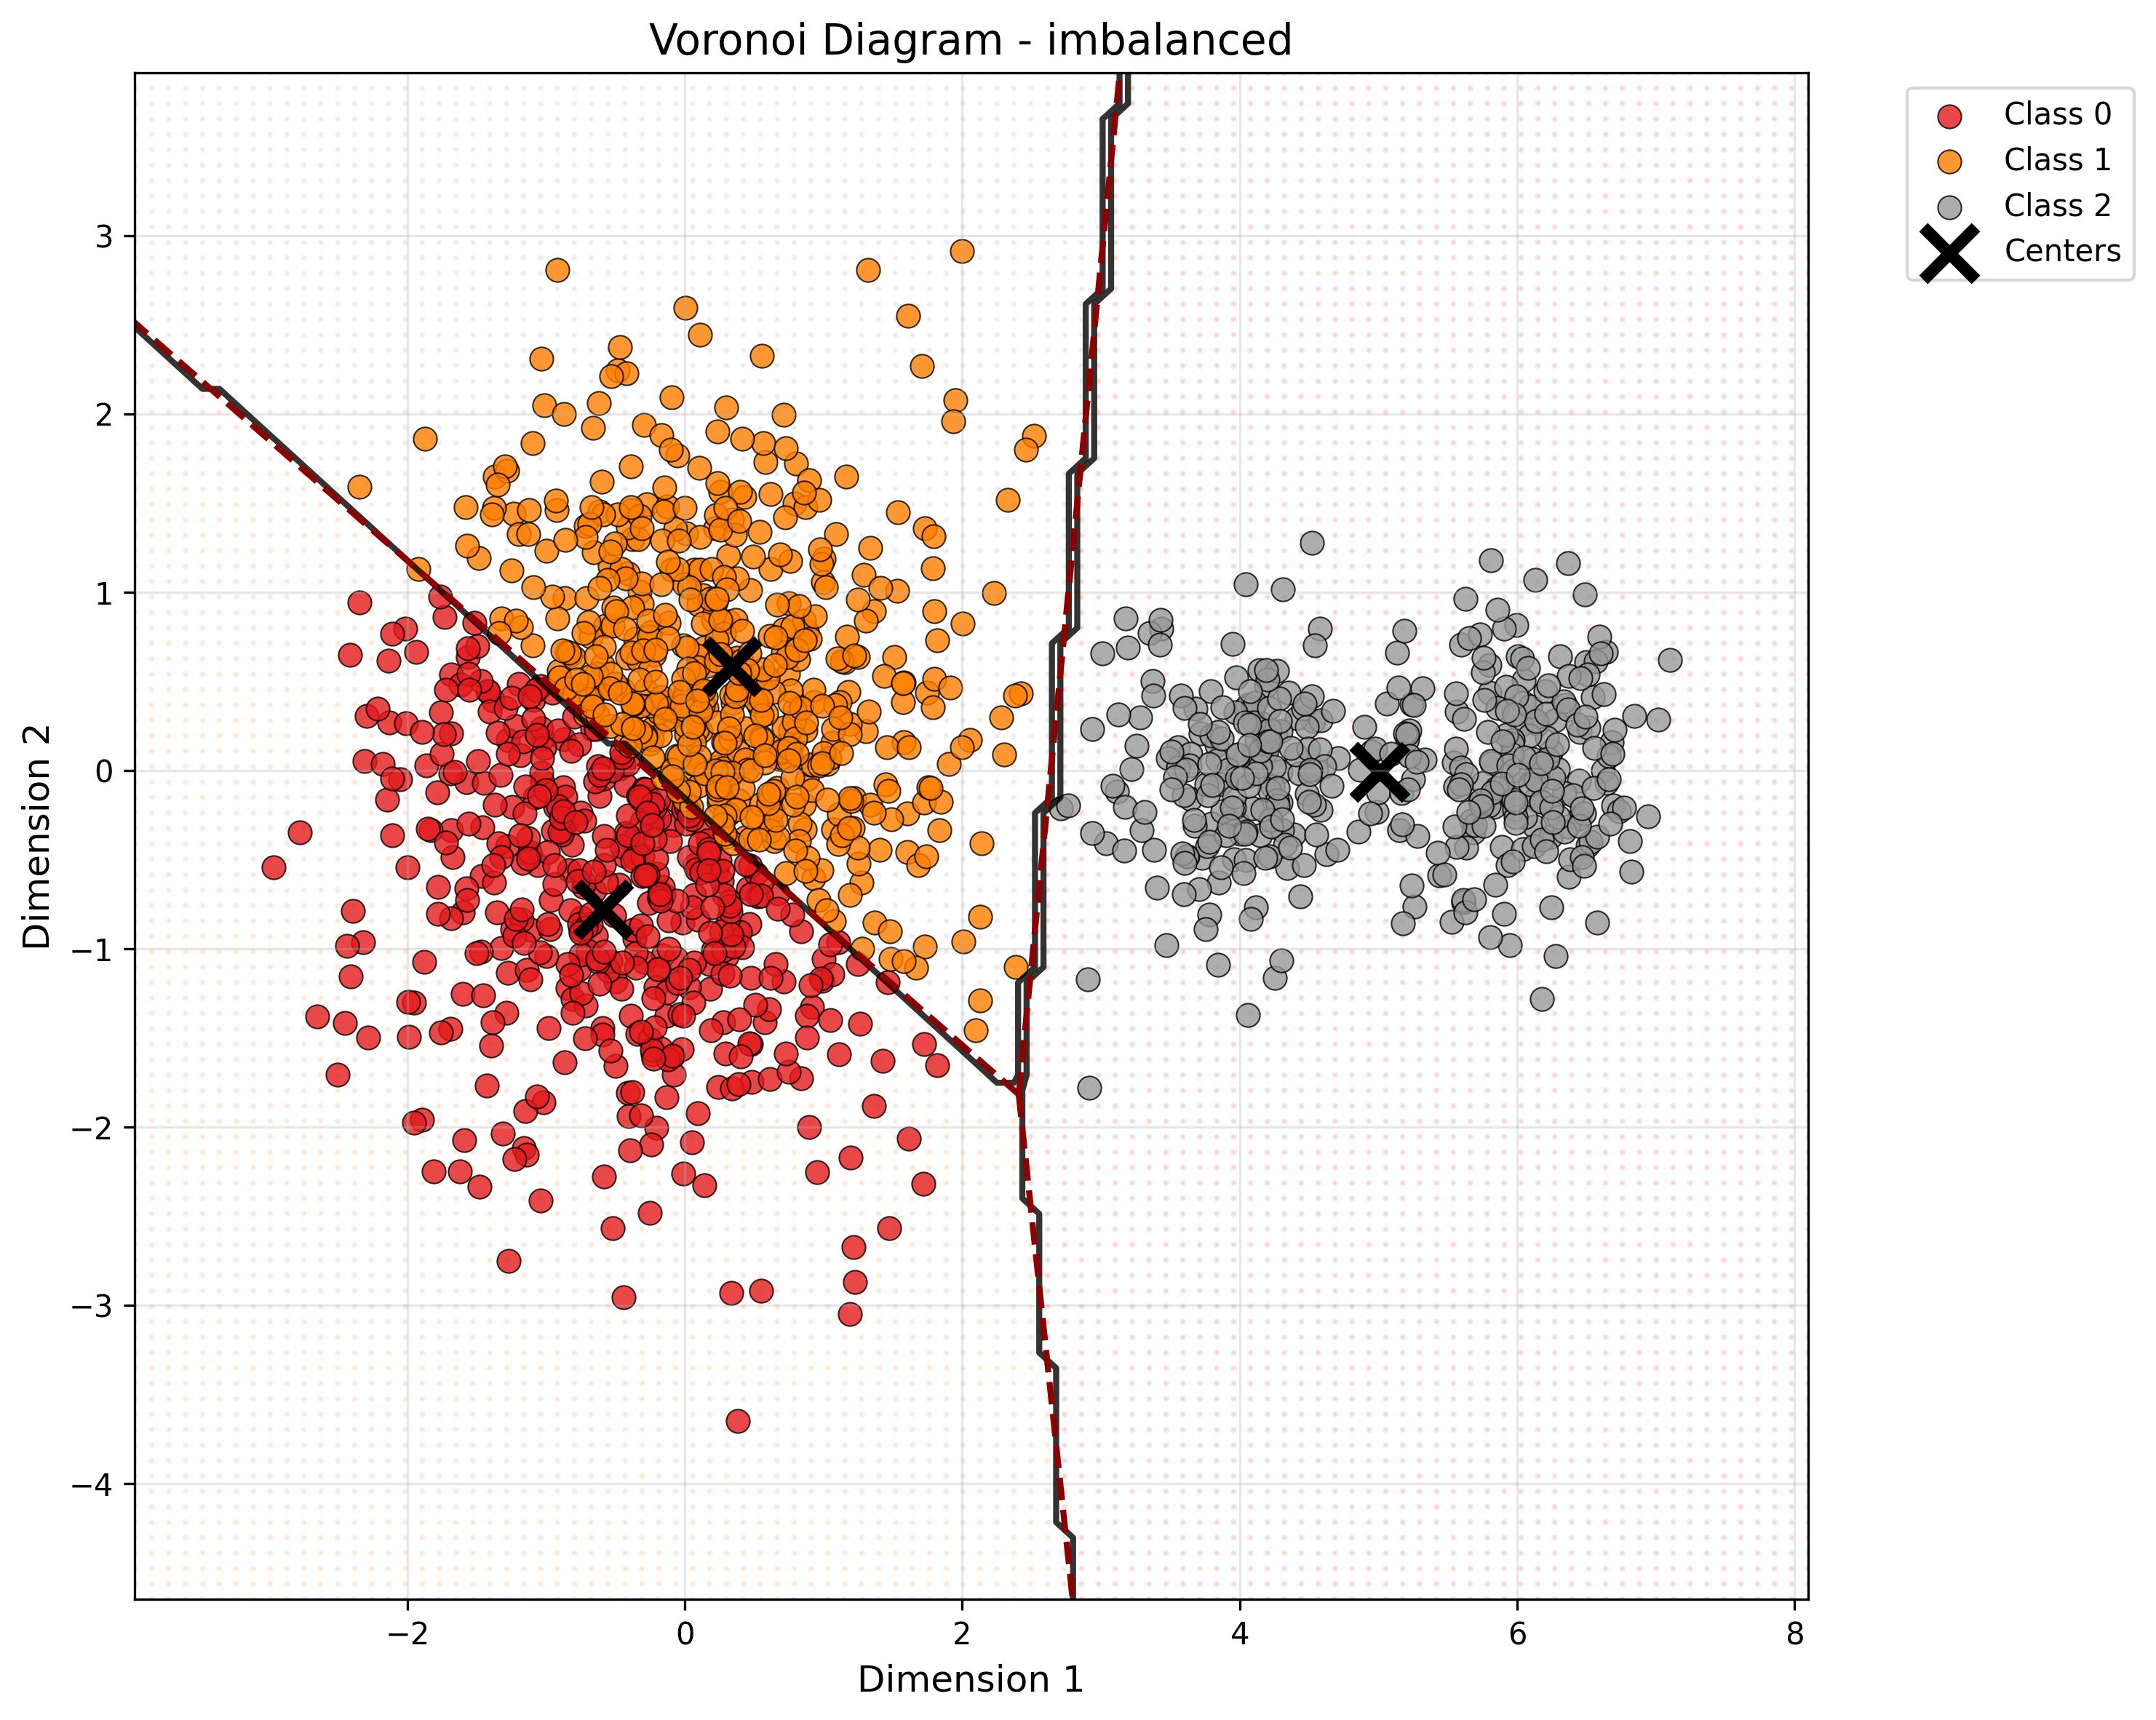 Voronoi Diagram - imbalanced
Class 0
Class 1
Class 2
Centers
3
2
1
0
−1
−2
−3
−4
Dimension 2
−2
0
2
4
6
8
Dimension 1